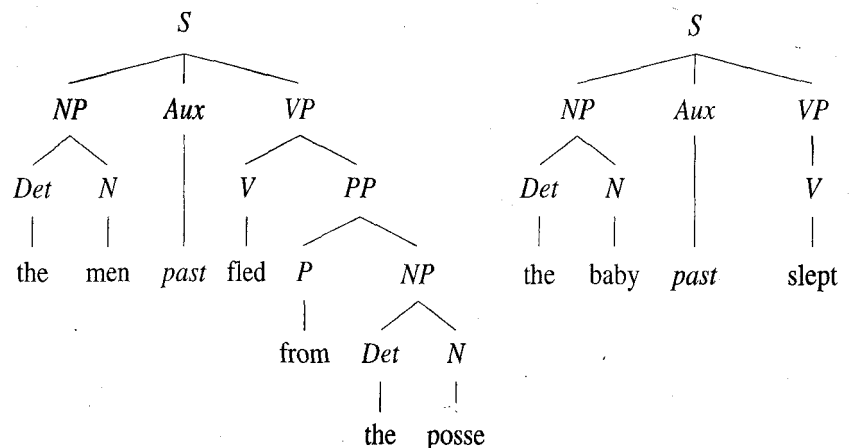 S S
NP Aux VP NP Aux VP
Det N V PP Det N V
the men past fled P NP the baby past slept
from Det N
the posse